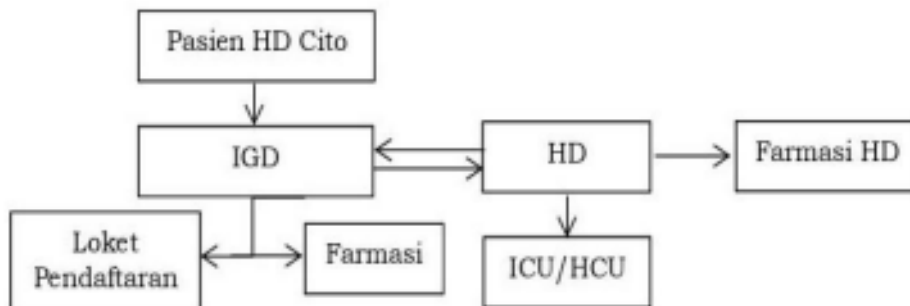 Pasien HD Cito
IGD
HD
Farmasi HD
Loket
Pendaftaran
Farmasi
ICU/HCU